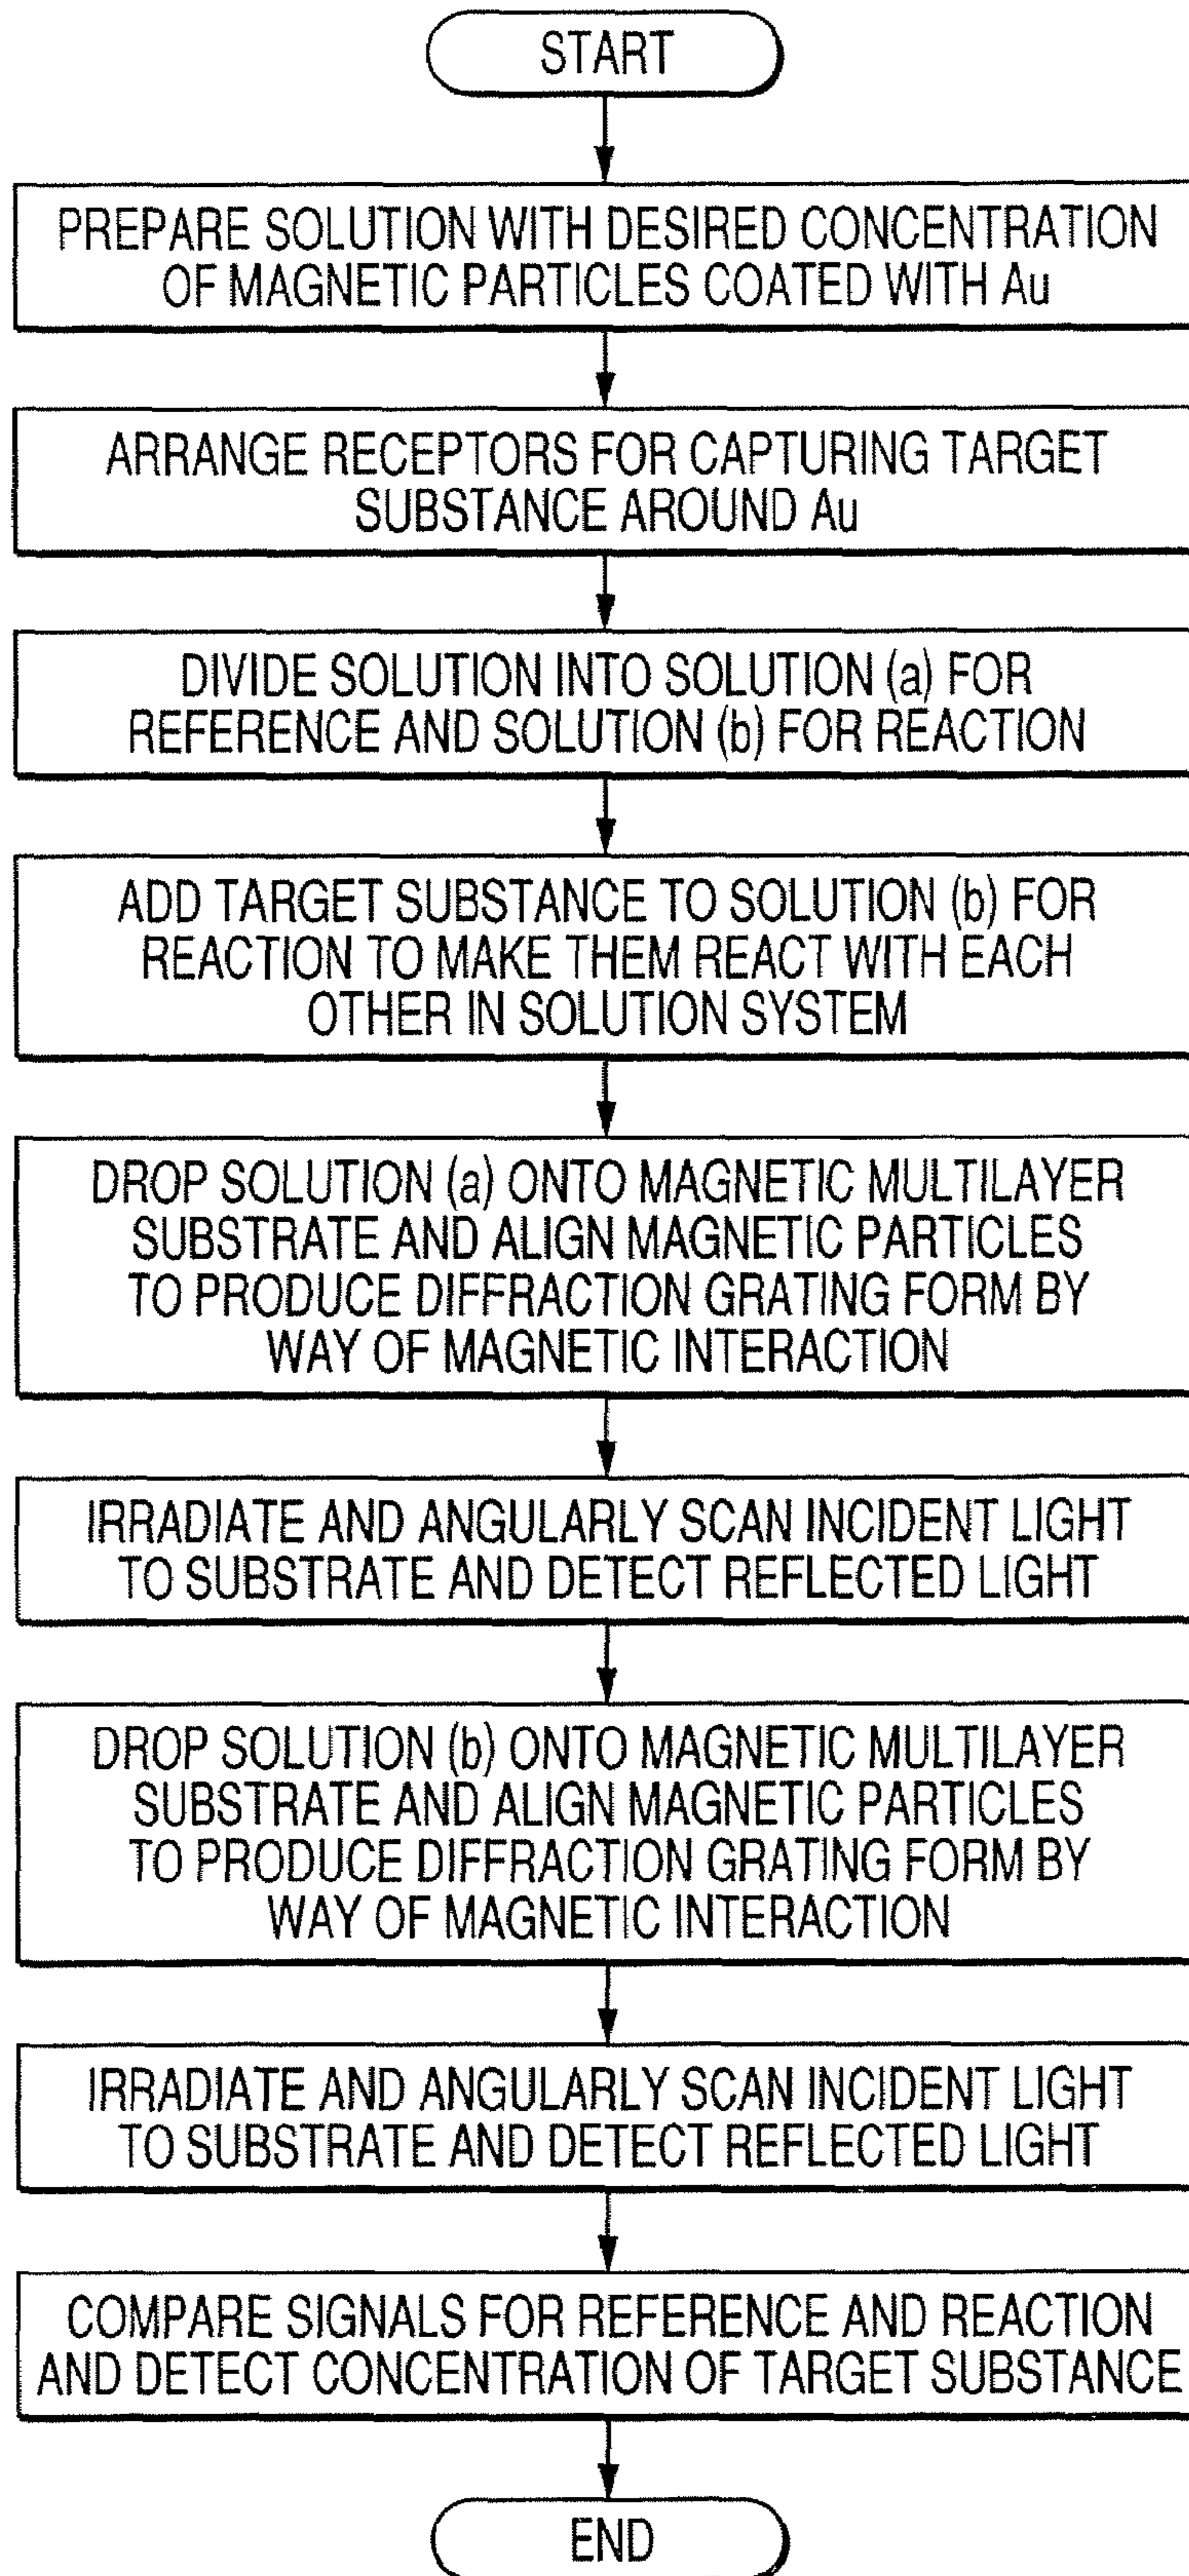 START
PREPARE SOLUTION WITH DESIRED CONCENTRATION
OF MAGNETIC PARTICLES COATED WITH Au
ARRANGE RECEPTORS FOR CAPTURING TARGET
SUBSTANCE AROUND Au
DIVIDE SOLUTION INTO SOLUTION (a) FOR
REFERENCE AND SOLUTION (b) FOR REACTION
ADD TARGET SUBSTANCE TO SOLUTION (b) FOR
REACTION TO MAKE THEM REACT WITH EACH
OTHER IN SOLUTION SYSTEM
DROP SOLUTION (a) ONTO MAGNETIC MULTILAYER
SUBSTRATE AND ALIGN MAGNETIC PARTICLES
TO PRODUCE DIFFRACTION GRATING FORM BY
WAY OF MAGNETIC INTERACTION
IRRADIATE AND ANGULARLY SCAN INCIDENT LIGHT
TO SUBSTRATE AND DETECT REFLECTED LIGHT
DROP SOLUTION (b) ONTO MAGNETIC MULTILAYER
SUBSTRATE AND ALIGN MAGNETIC PARTICLES
TO PRODUCE DIFFRACTION GRATING FORM BY
WAY OF MAGNETIC INTERACTION
IRRADIATE AND ANGULARLY SCAN INCIDENT LIGHT
TO SUBSTRATE AND DETECT REFLECTED LIGHT
COMPARE SIGNALS FOR REFERENCE AND REACTION
AND DETECT CONCENTRATION OF TARGET SUBSTANCE
END